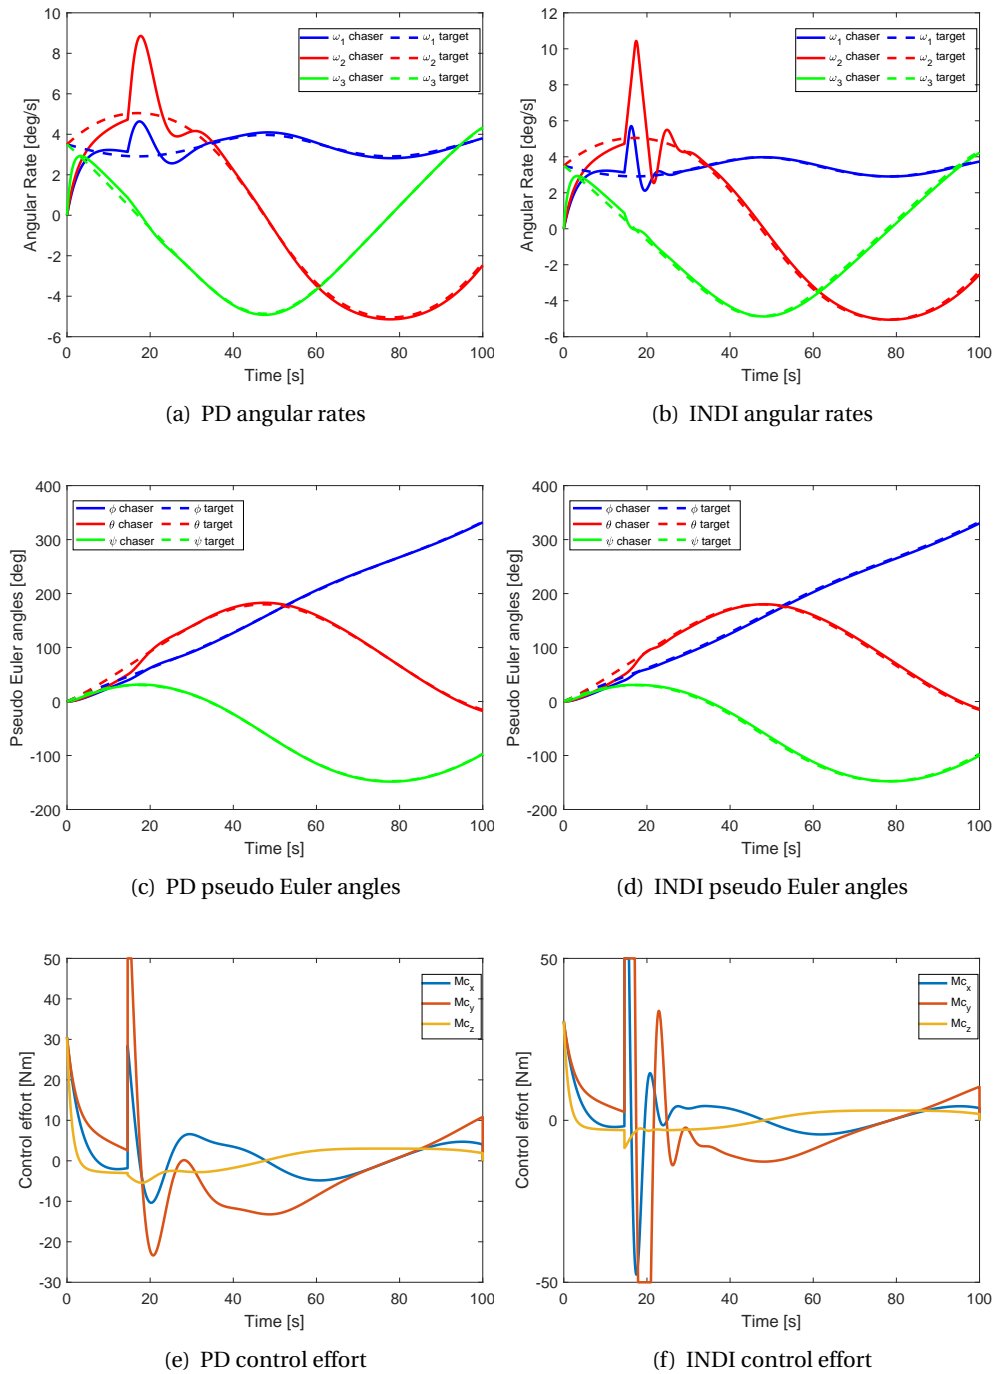 10
8
6
4
2
0
-2
-4
-6
0 20 40 60 80 100
Angular Rate [deg/s]
Time [s]
ω1 chaser ω1 target
ω2 chaser ω2 target
ω3 chaser ω3 target
(a) PD angular rates
12
10
8
6
4
2
0
-2
-4
-6
0 20 40 60 80 100
Angular Rate [deg/s]
Time [s]
ω1 chaser ω1 target
ω2 chaser ω2 target
ω3 chaser ω3 target
(b) INDI angular rates
400
300
200
100
0
-100
-200
0 20 40 60 80 100
Pseudo Euler angles [deg]
Time [s]
ϕ chaser ϕ target
θ chaser θ target
ψ chaser ψ target
(c) PD pseudo Euler angles
400
300
200
100
0
-100
-200
0 20 40 60 80 100
Pseudo Euler angles [deg]
Time [s]
ϕ chaser ϕ target
θ chaser θ target
ψ chaser ψ target
(d) INDI pseudo Euler angles
50
40
30
20
10
0
-10
-20
-30
0 20 40 60 80 100
Control effort [Nm]
Time [s]
Mcx
Mcy
Mcz
(e) PD control effort
50
0
-50
0 20 40 60 80 100
Control effort [Nm]
Time [s]
Mcx
Mcy
Mcz
(f) INDI control effort